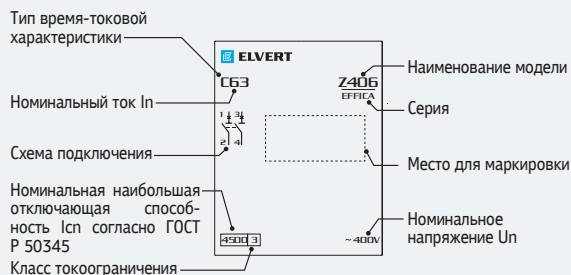 Тип время-токовой
характеристики
Номинальный ток In
Схема подключения
Номинальная наибольшая
отключающая способ-
ность Icn согласно ГОСТ
Р 50345
Класс токоограничения
ELVERT
C63
1 3
2 4
4500 3
Z406
EFFICA
~400V
Наименование модели
Серия
Место для маркировки
Номинальное
напряжение Un